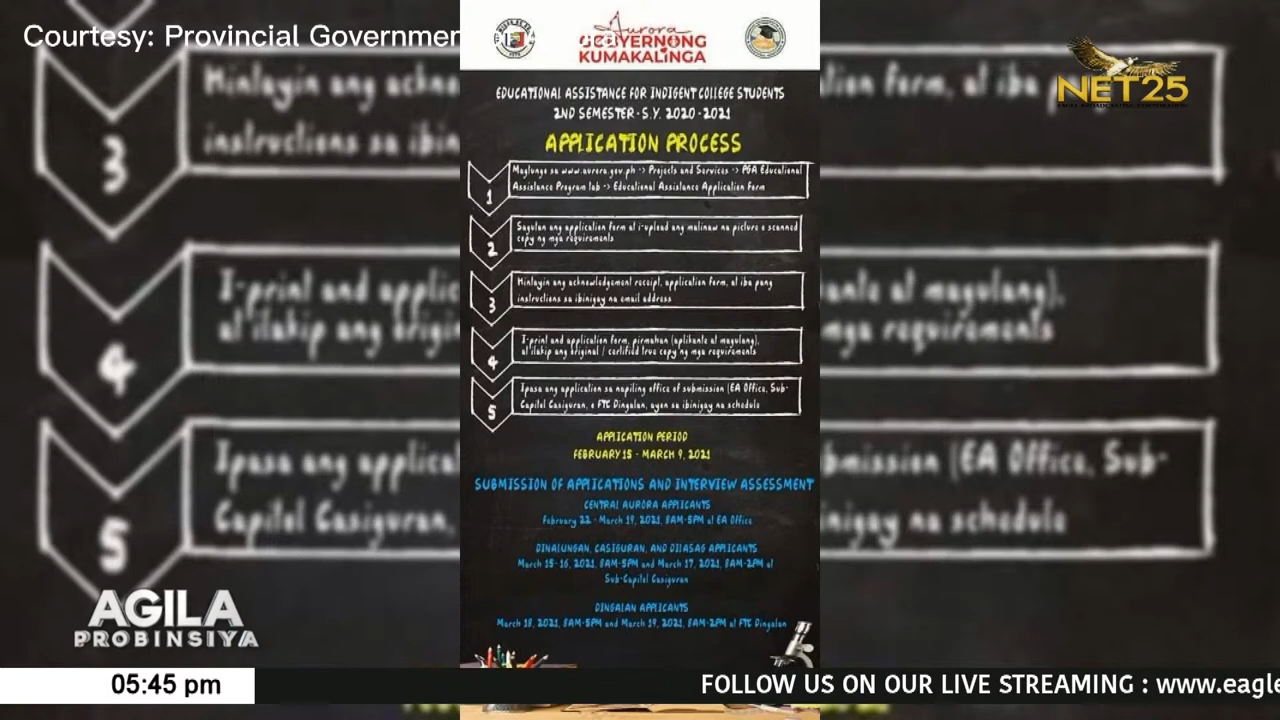 Courtesy: Provincial Governmen
Aurora
GOBYERNONG
KUMAKALINGA
NET25
EDUCATIONAL ASSISTANCE FOR INDIGENT COLLEGE STUDENTS
2ND SEMESTER - S.Y. 2020-2021
APPLICATION PROCESS
1
Magtungo sa www.aurora.gov.ph -> Projects and Services -> PGA Educational
Assistance Program tab -> Educational Assistance Application Form
2
Sagutan ang application form at i-upload ang malinaw na picture o scanned
copy ng mga requirements
3
Hintayin ang acknowledgement receipt, application form, at iba pang
instructions sa ibinigay na email address
4
I-print and application form, pirmahan (aplikante at magulang),
at ilakip ang original / certified true copy ng mga requirements
5
Ipasa ang application sa napiling office of submission (EA Office, Sub-
Capitol Casiguran, o FTC Dingalan, ayon sa ibinigay na schedule
APPLICATION PERIOD
FEBRUARY 15 - MARCH 9, 2021
SUBMISSION OF APPLICATIONS AND INTERVIEW ASSESSMENT
CENTRAL AURORA APPLICANTS
February 22 - March 19, 2021, 8AM-5PM at EA Office
DINALUNGAN, CASIGURAN, AND DILASAG APPLICANTS
March 15-16, 2021, 8AM-5PM and March 17, 2021, 8AM-2PM at
Sub-Capitol Casiguran
DINGALAN APPLICANTS
March 18, 2021, 8AM-5PM and March 19, 2021, 8AM-2PM at FTC Dingalan
AGILA
PROBINSIYA
05:45 pm
FOLLOW US ON OUR LIVE STREAMING : www.eagle